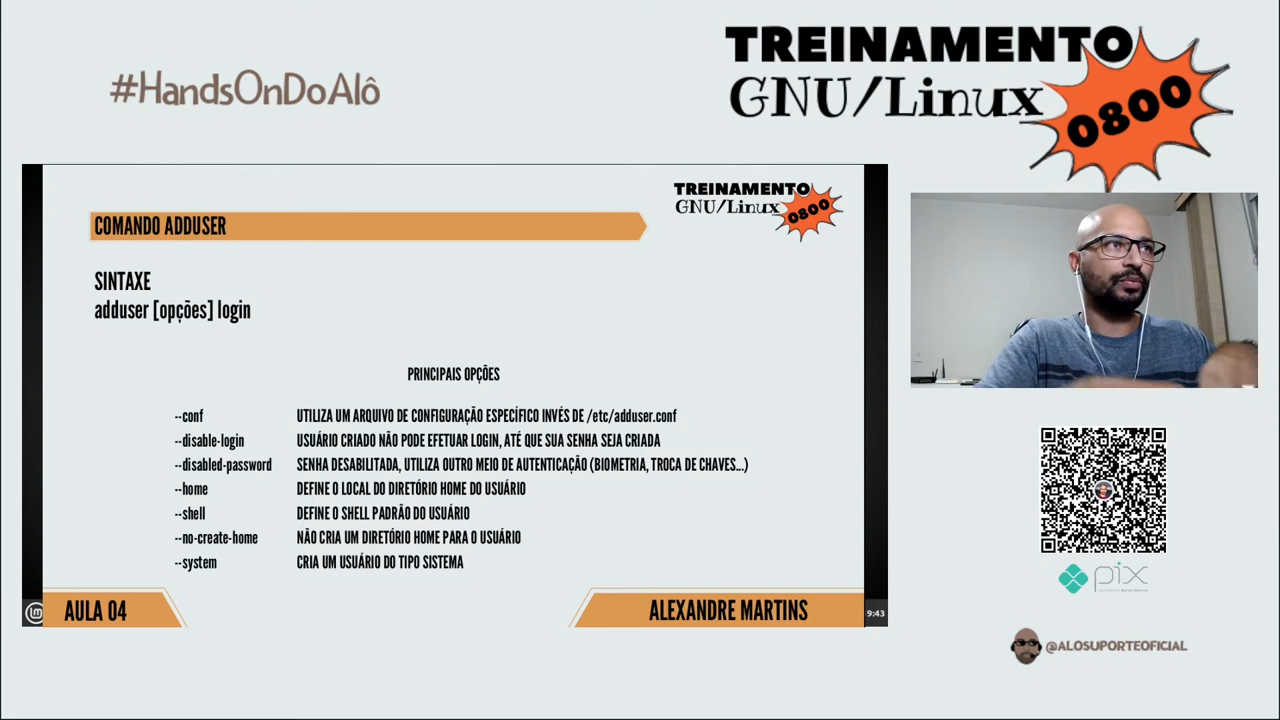 #HandsOnDoAlô
TREINAMENTO
GNU/Linux
0800
TREINAMENTO
GNU/Linux
0800
COMANDO ADDUSER
SINTAXE
adduser [opções] login
PRINCIPAIS OPÇÕES
--conf UTILIZA UM ARQUIVO DE CONFIGURAÇÃO ESPECÍFICO INVÉS DE /etc/adduser.conf
--disable-login USUÁRIO CRIADO NÃO PODE EFETUAR LOGIN, ATÉ QUE SUA SENHA SEJA CRIADA
--disabled-password SENHA DESABILITADA, UTILIZA OUTRO MEIO DE AUTENTICAÇÃO (BIOMETRIA, TROCA DE CHAVES...)
--home DEFINE O LOCAL DO DIRETÓRIO HOME DO USUÁRIO
--shell DEFINE O SHELL PADRÃO DO USUÁRIO
--no-create-home NÃO CRIA UM DIRETÓRIO HOME PARA O USUÁRIO
--system CRIA UM USUÁRIO DO TIPO SISTEMA
AULA 04
ALEXANDRE MARTINS
9:43
pix
@ALOSUPORTEOFICIAL